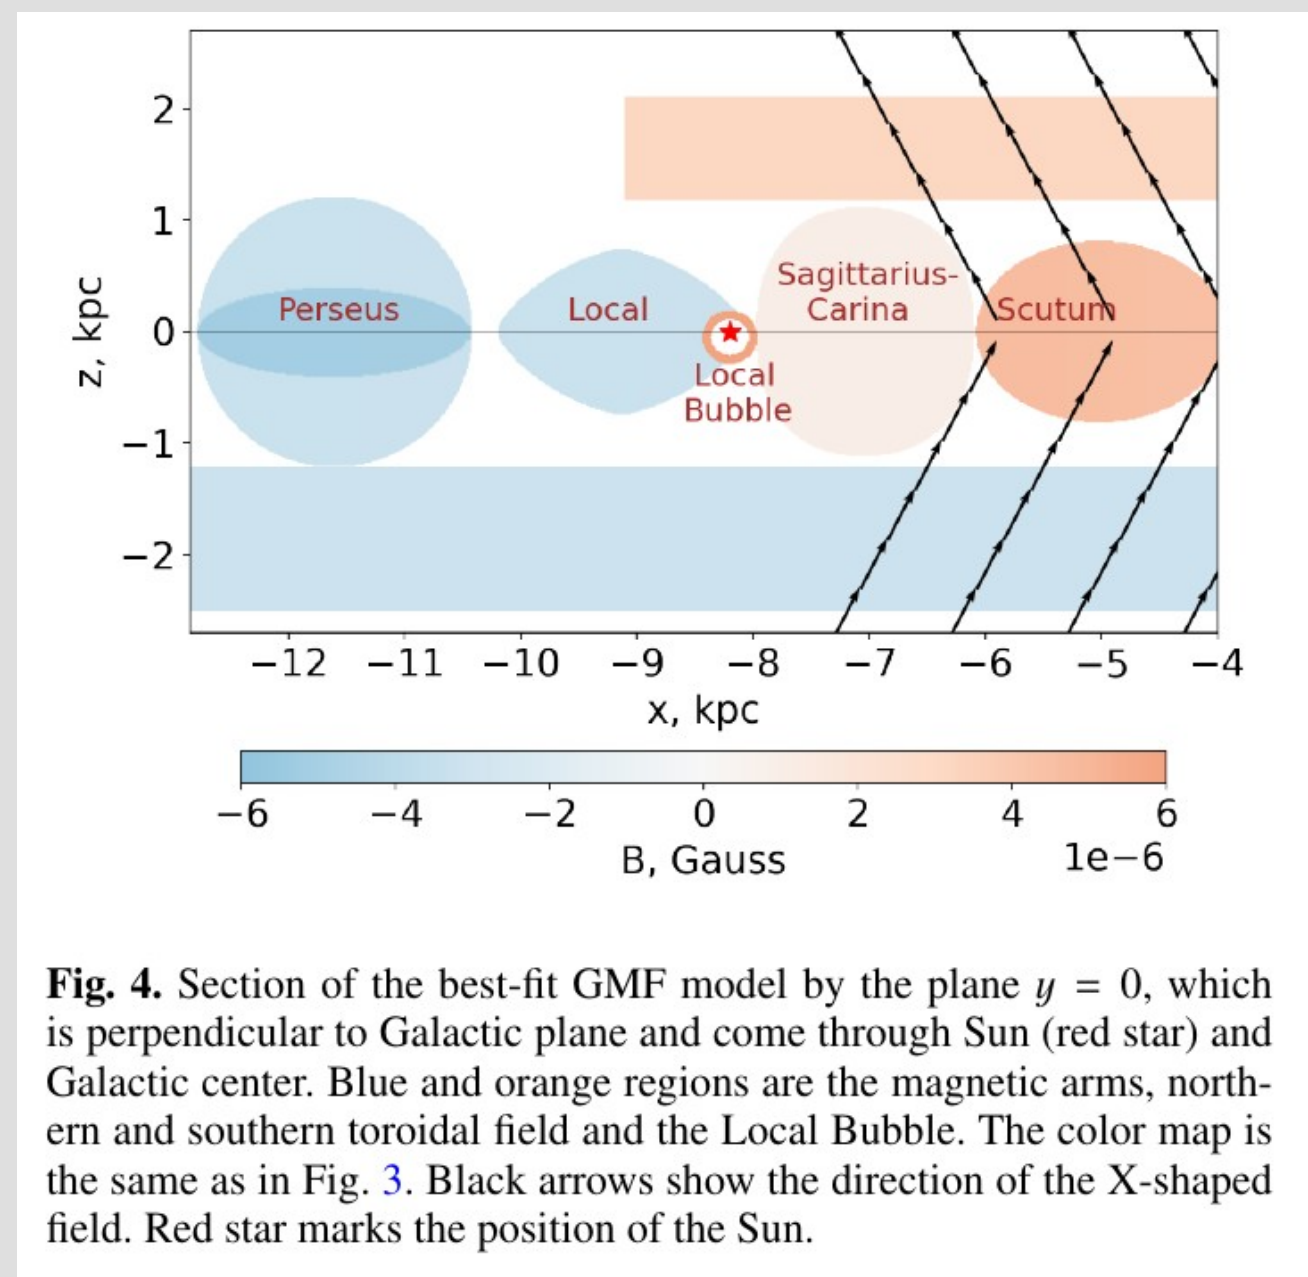 2
1
0
−1
−2
z, kpc
Perseus
Local
Sagittarius-
Carina
Scutum
Local
Bubble
−12 −11 −10 −9 −8 −7 −6 −5 −4
x, kpc
−6 −4 −2 0 2 4 6
B, Gauss
1e−6
Fig. 4. Section of the best-fit GMF model by the plane y = 0, which
is perpendicular to Galactic plane and come through Sun (red star) and
Galactic center. Blue and orange regions are the magnetic arms, north-
ern and southern toroidal field and the Local Bubble. The color map is
the same as in Fig. 3. Black arrows show the direction of the X-shaped
field. Red star marks the position of the Sun.